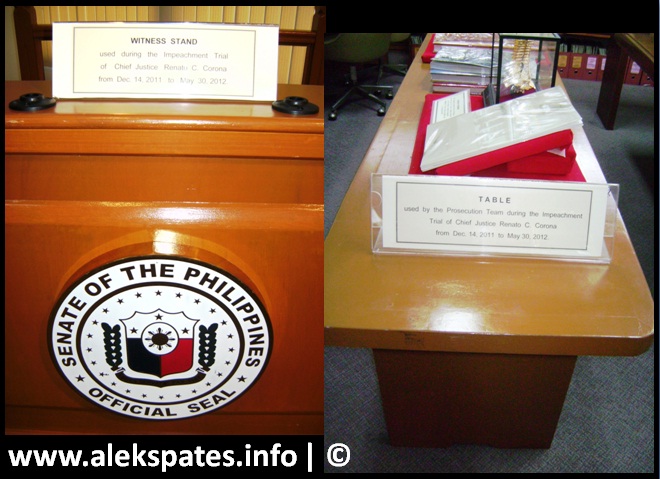 WITNESS STAND
used during the Impeachment Trial
of Chief Justice Renato C. Corona
from Dec. 14, 2011 to May 30, 2012.
SENATE OF THE PHILIPPINES
OFFICIAL SEAL
TABLE
used by the Prosecution Team during the Impeachment
Trial of Chief Justice Renato C. Corona
from Dec. 14, 2011 to May 30, 2012.
www.alekspates.info | ©